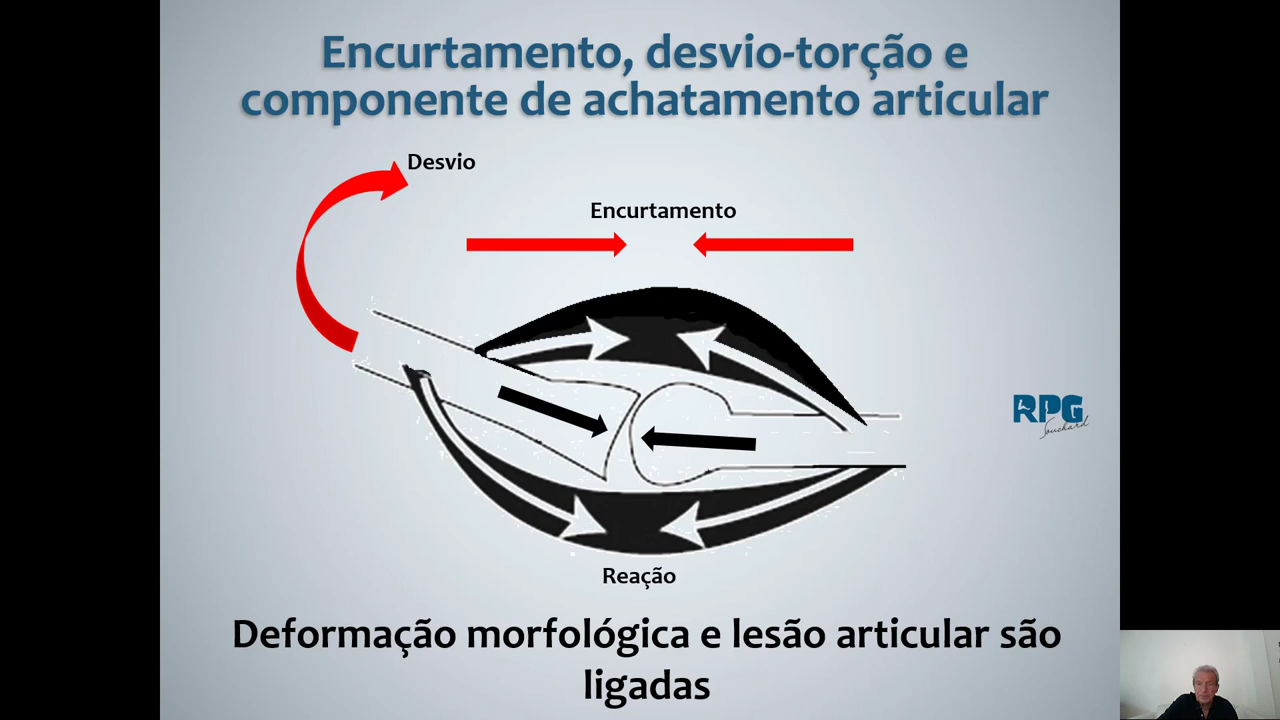 Encurtamento, desvio-torção e
componente de achatamento articular
Desvio
Encurtamento
RPG
Souchard
Reação
Deformação morfológica e lesão articular são
ligadas